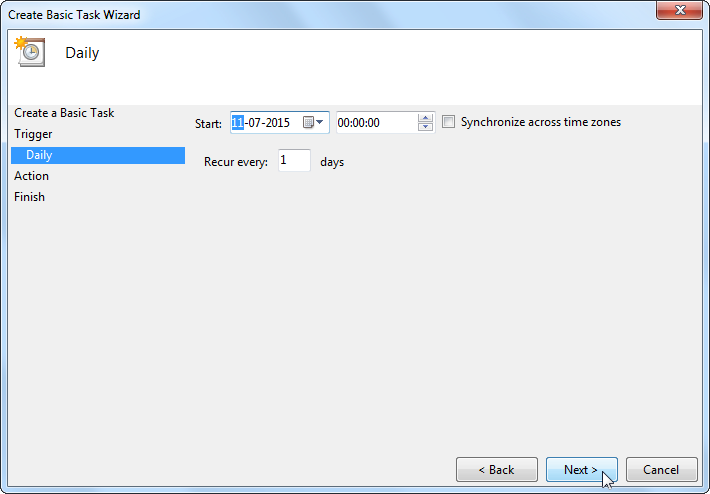 Create Basic Task Wizard
Daily
Create a Basic Task
Trigger
Daily
Action
Finish
Start: 11-07-2015 00:00:00 Synchronize across time zones
Recur every: 1 days
< Back Next > Cancel